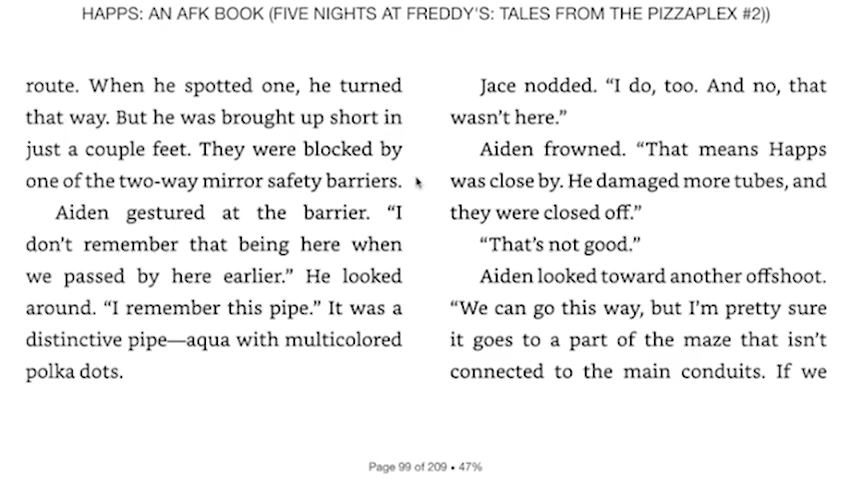 HAPPS: AN AFK BOOK (FIVE NIGHTS AT FREDDY'S: TALES FROM THE PIZZAPLEX #2))
route. When he spotted one, he turned
that way. But he was brought up short in
just a couple feet. They were blocked by
one of the two-way mirror safety barriers.
Aiden gestured at the barrier. “I
don’t remember that being here when
we passed by here earlier.” He looked
around. “I remember this pipe.” It was a
distinctive pipe—aqua with multicolored
polka dots.
Jace nodded. “I do, too. And no, that
wasn’t here.”
Aiden frowned. “That means Happs
was close by. He damaged more tubes, and
they were closed off.”
“That’s not good.”
Aiden looked toward another offshoot.
“We can go this way, but I’m pretty sure
it goes to a part of the maze that isn’t
connected to the main conduits. If we
Page 99 of 209 • 47%